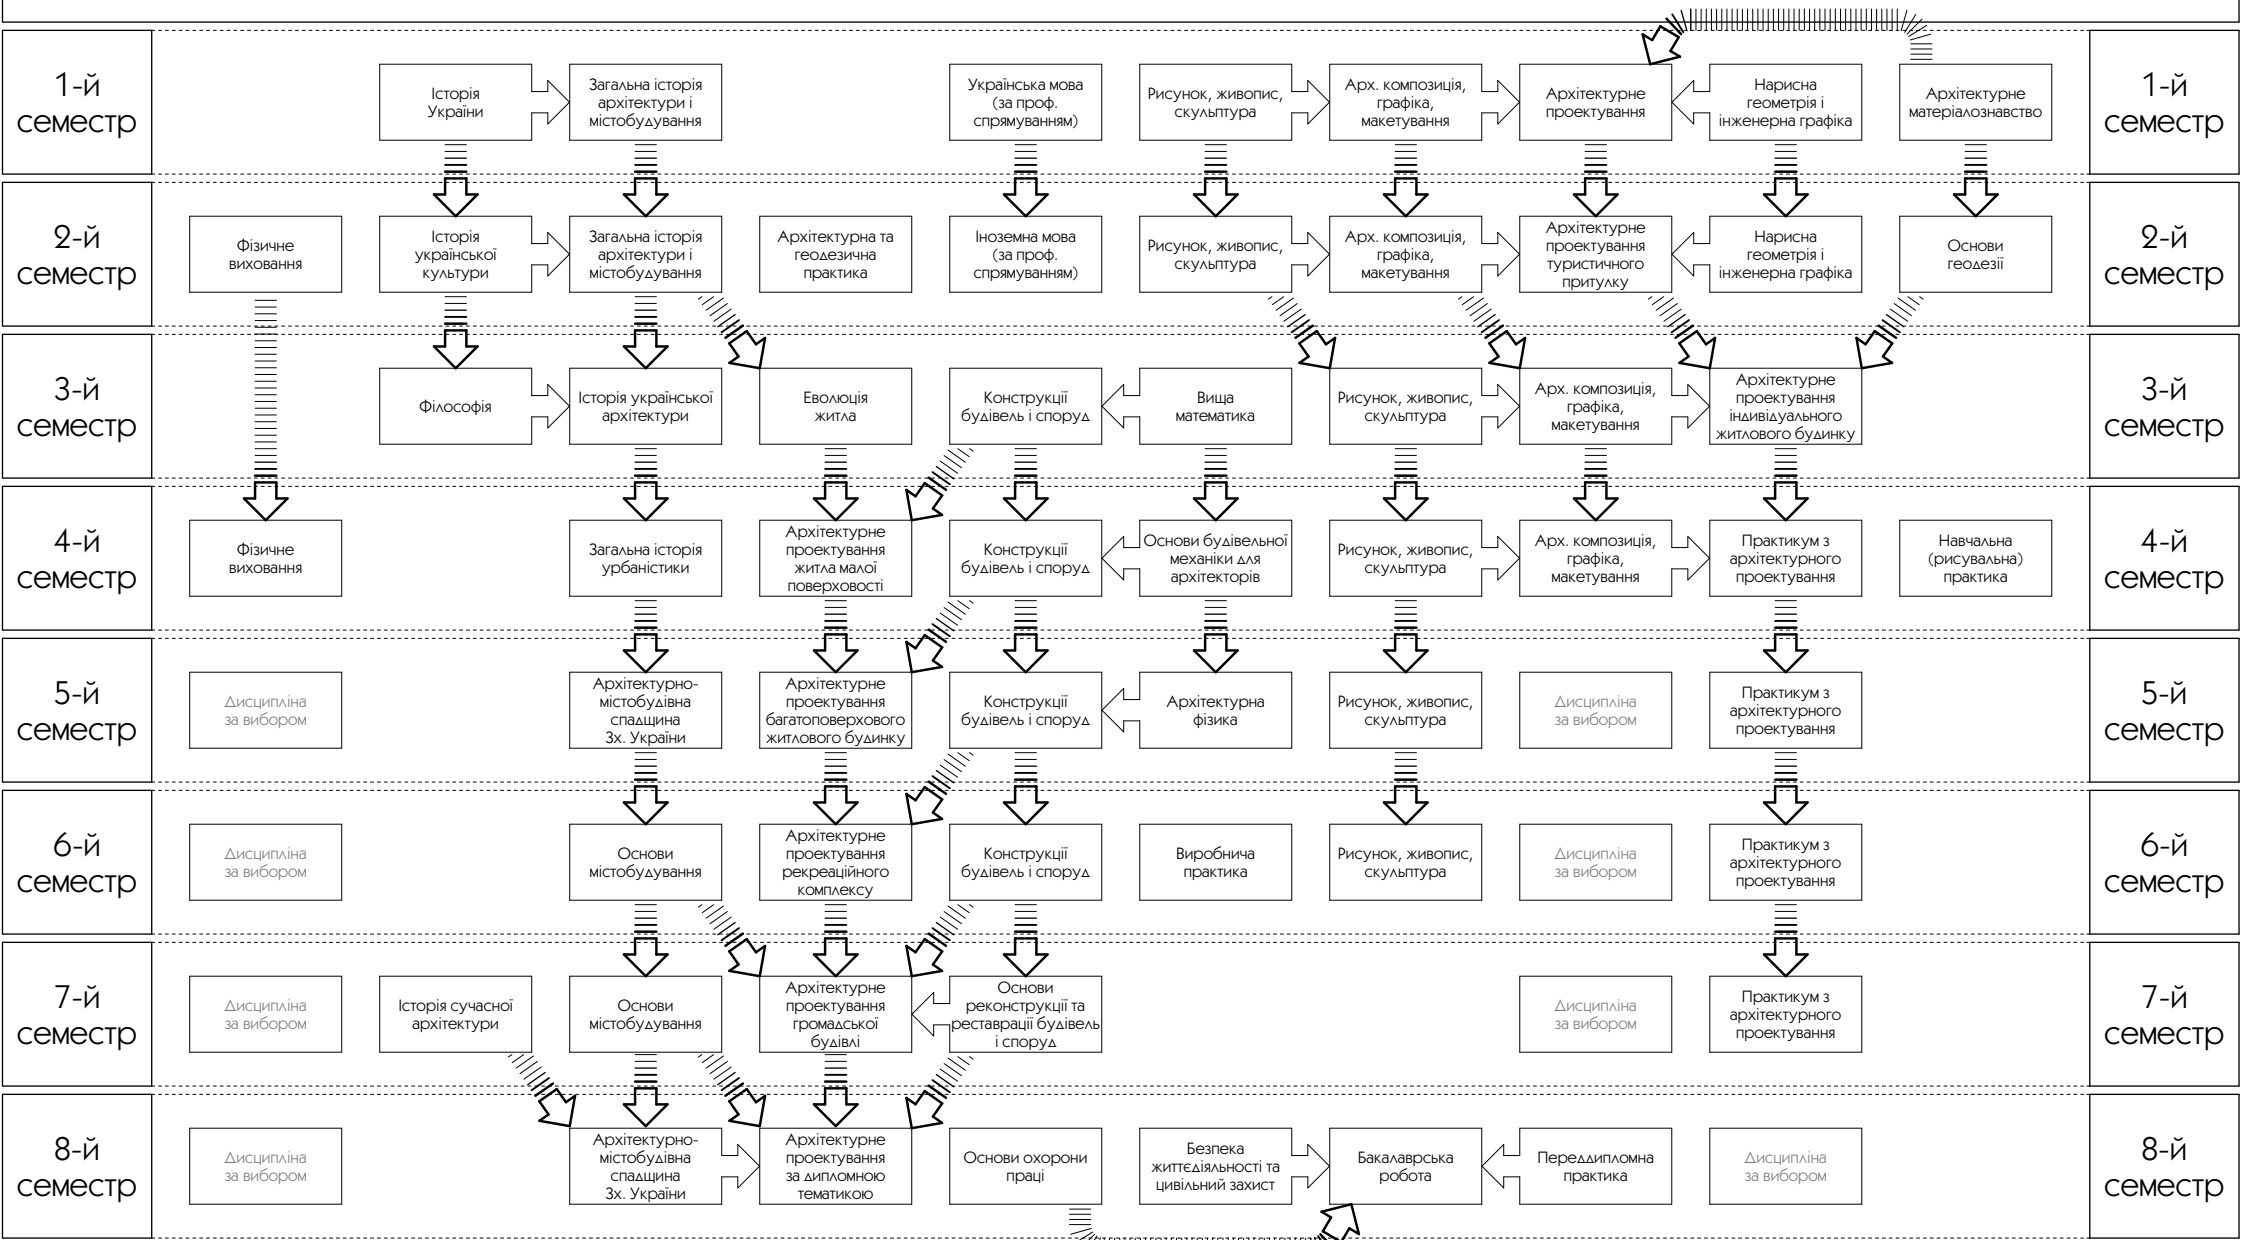 1-й
семестр
Історія
України
Загальна історія
архітектури і
містобудування
Українська мова
(за проф.
спрямуванням)
Рисунок, живопис,
скульптура
Арх. композиція,
графіка,
макетування
Архітектурне
проектування
Нарисна
геометрія і
інженерна графіка
Архітектурне
матеріалознавство
1-й
семестр
2-й
семестр
Фізичне
виховання
Історія
української
культури
Загальна історія
архітектури і
містобудування
Архітектурна та
геодезична
практика
Іноземна мова
(за проф.
спрямуванням)
Рисунок, живопис,
скульптура
Арх. композиція,
графіка,
макетування
Архітектурне
проектування
туристичного
притулку
Нарисна
геометрія і
інженерна графіка
Основи
геодезії
2-й
семестр
3-й
семестр
Філософія
Історія української
архітектури
Еволюція
житла
Конструкції
будівель і споруд
Вища
математика
Рисунок, живопис,
скульптура
Арх. композиція,
графіка,
макетування
Архітектурне
проектування
індивідуального
житлового будинку
3-й
семестр
4-й
семестр
Фізичне
виховання
Загальна історія
урбаністики
Архітектурне
проектування
житла малої
поверховості
Конструкції
будівель і споруд
Основи будівельної
механіки для
архітекторів
Рисунок, живопис,
скульптура
Арх. композиція,
графіка,
макетування
Практикум з
архітектурного
проектування
Навчальна
(рисувальна)
практика
4-й
семестр
5-й
семестр
Дисципліна
за вибором
Архітектурно-
містобудівна
спадщина
Зх. України
Архітектурне
проектування
багатоповерхового
житлового будинку
Конструкції
будівель і споруд
Архітектурна
фізика
Рисунок, живопис,
скульптура
Дисципліна
за вибором
Практикум з
архітектурного
проектування
5-й
семестр
6-й
семестр
Дисципліна
за вибором
Основи
містобудування
Архітектурне
проектування
рекреаційного
комплексу
Конструкції
будівель і споруд
Виробнича
практика
Рисунок, живопис,
скульптура
Дисципліна
за вибором
Практикум з
архітектурного
проектування
6-й
семестр
7-й
семестр
Дисципліна
за вибором
Історія сучасної
архітектури
Основи
містобудування
Архітектурне
проектування
громадської
будівлі
Основи
реконструкції та
реставрації будівель
і споруд
Дисципліна
за вибором
Практикум з
архітектурного
проектування
7-й
семестр
8-й
семестр
Дисципліна
за вибором
Архітектурно-
містобудівна
спадщина
Зх. України
Архітектурне
проектування
за дипломною
тематикою
Основи охорони
праці
Безпека
життєдіяльності та
цивільний захист
Бакалаврська
робота
Переддипломна
практика
Дисципліна
за вибором
8-й
семестр